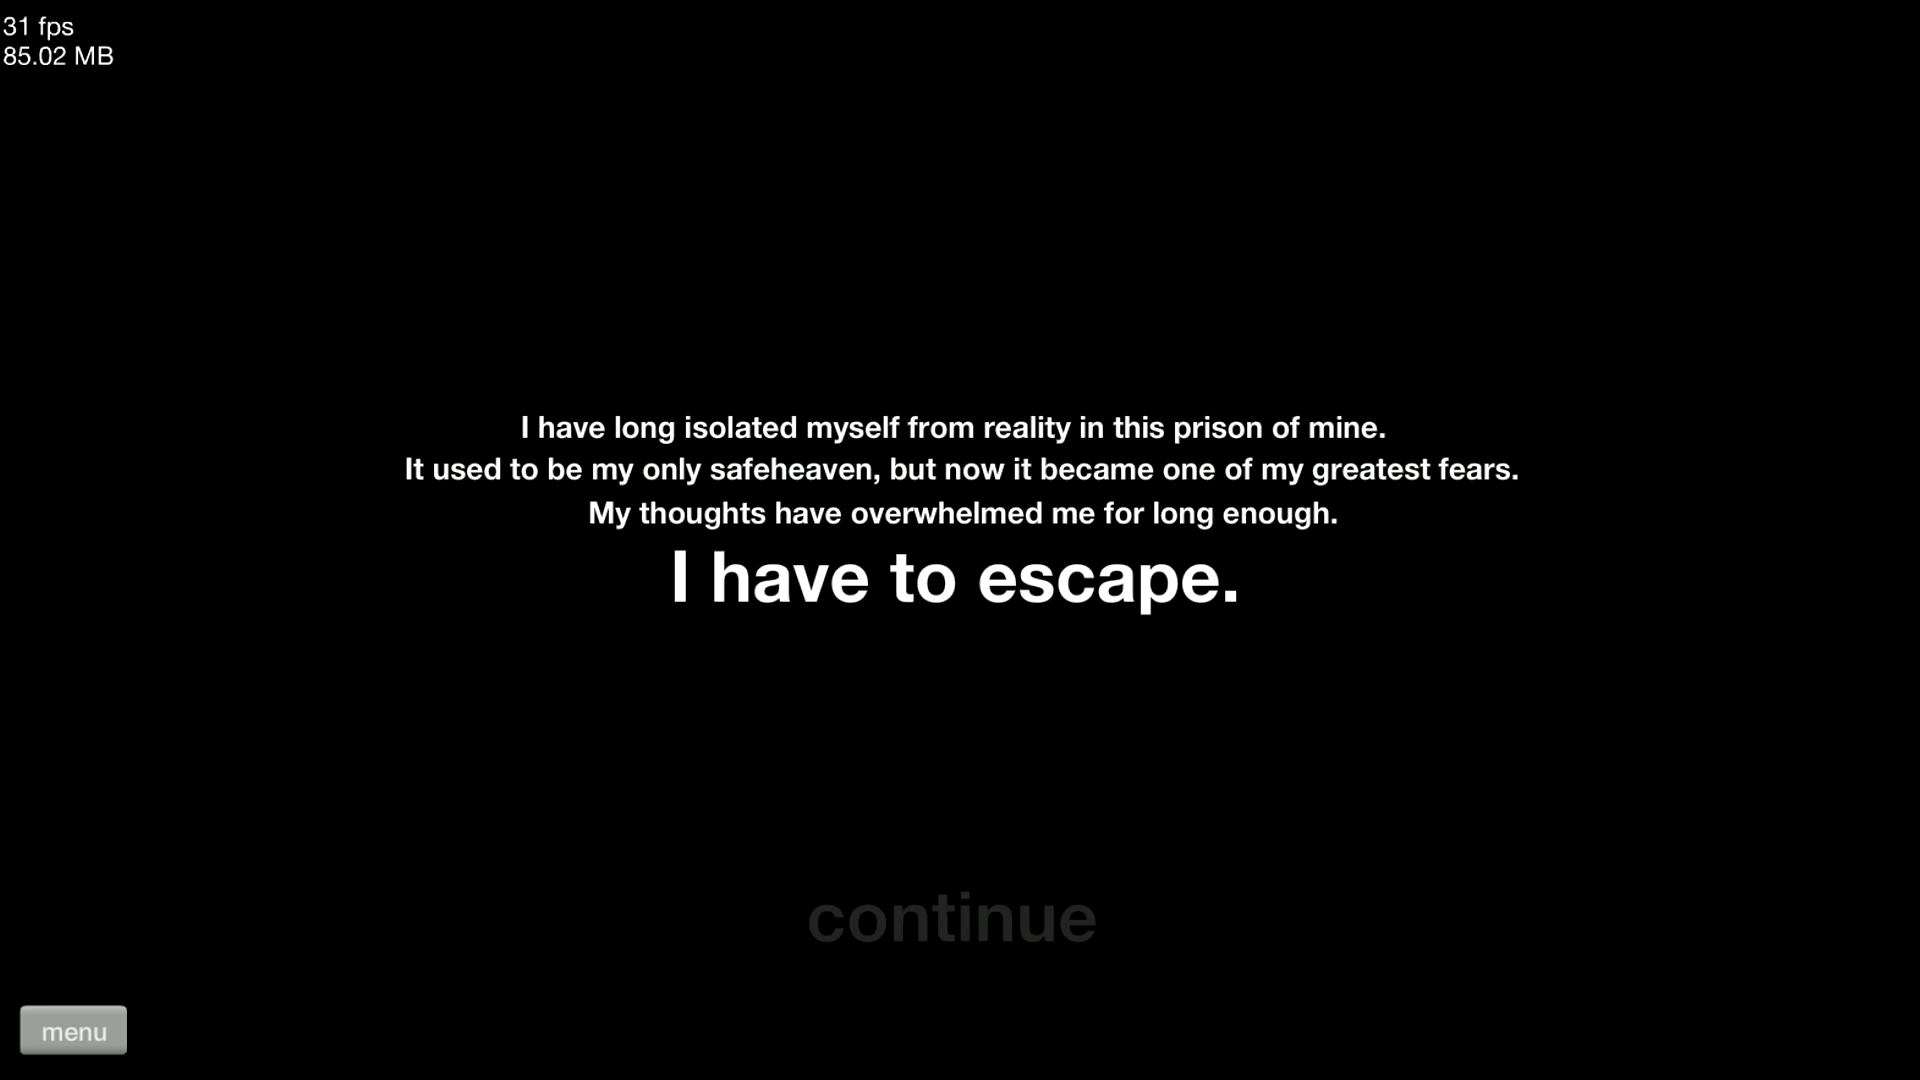 31 fps
85.02 MB
I have long isolated myself from reality in this prison of mine.
It used to be my only safeheaven, but now it became one of my greatest fears.
My thoughts have overwhelmed me for long enough.
I have to escape.
continue
menu